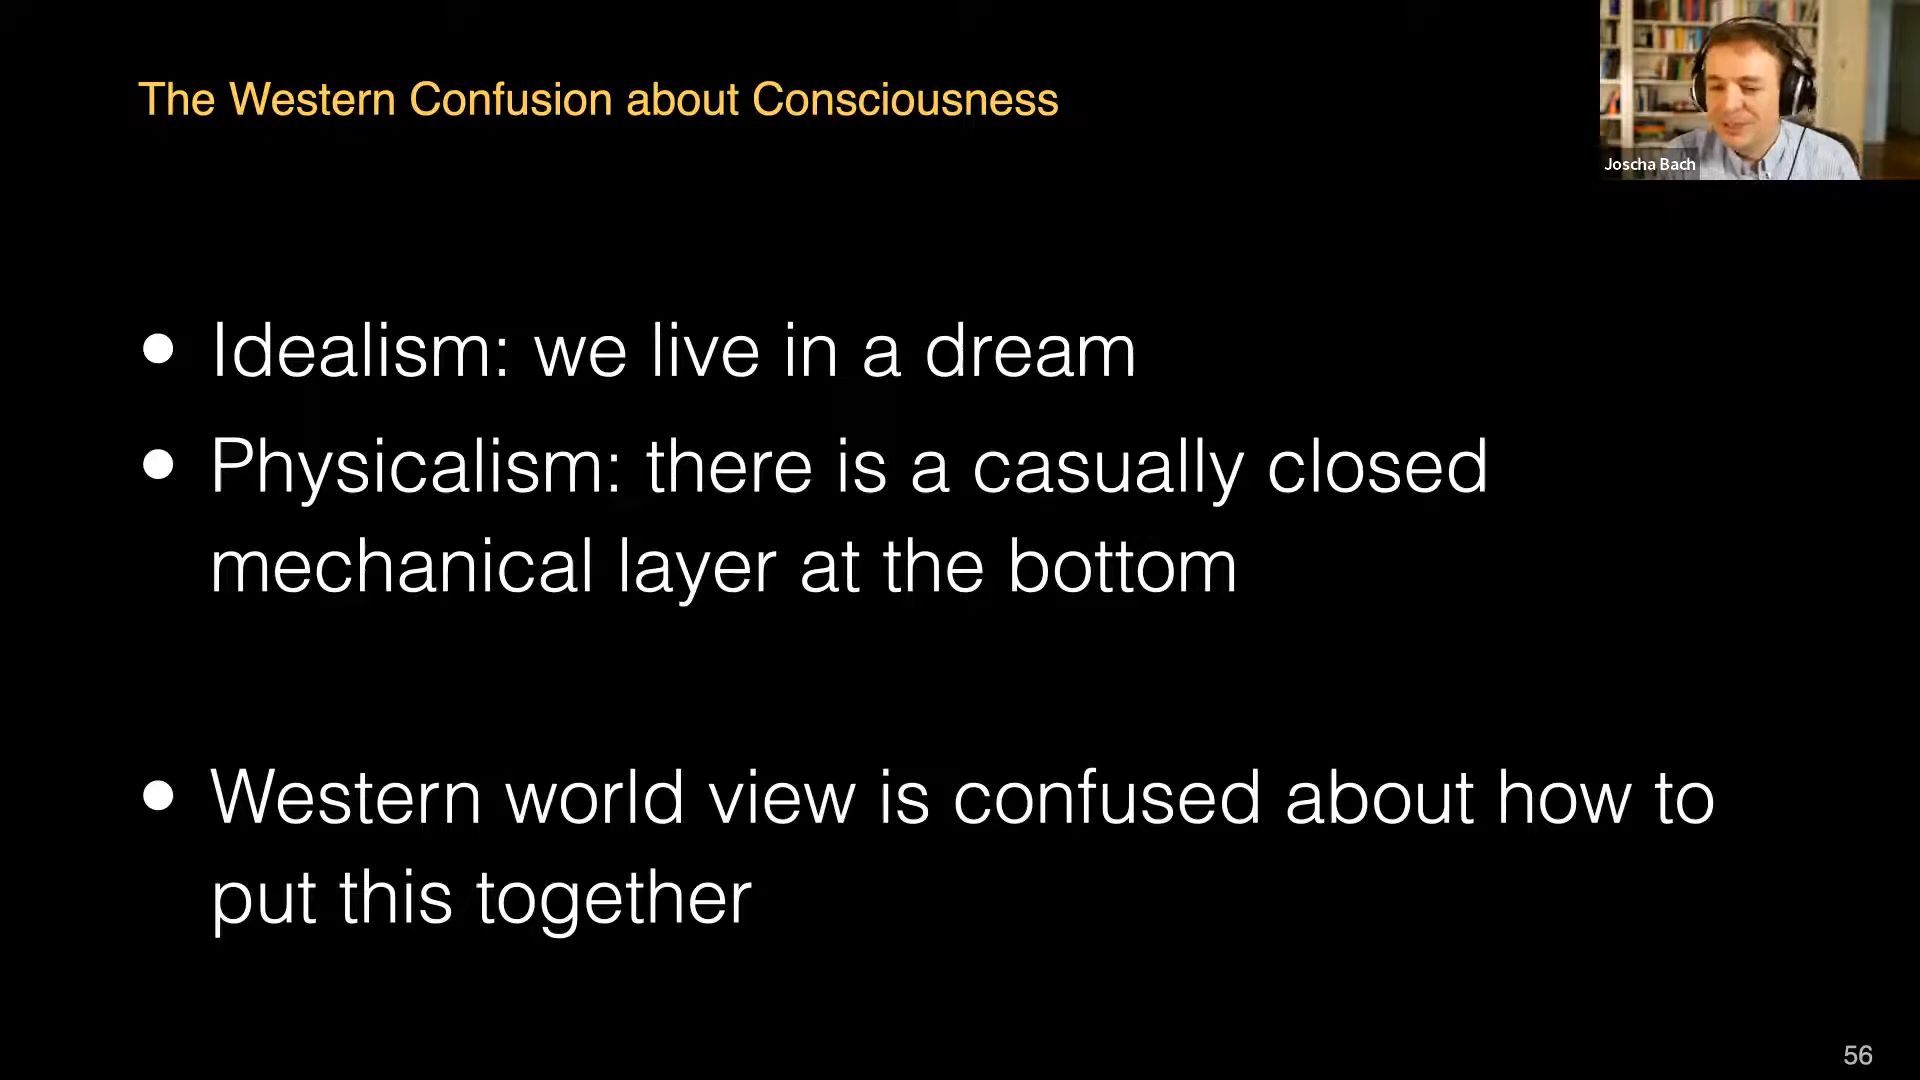 The Western Confusion about Consciousness
Joscha Bach
• Idealism: we live in a dream
• Physicalism: there is a casually closed
mechanical layer at the bottom
• Western world view is confused about how to
put this together
56